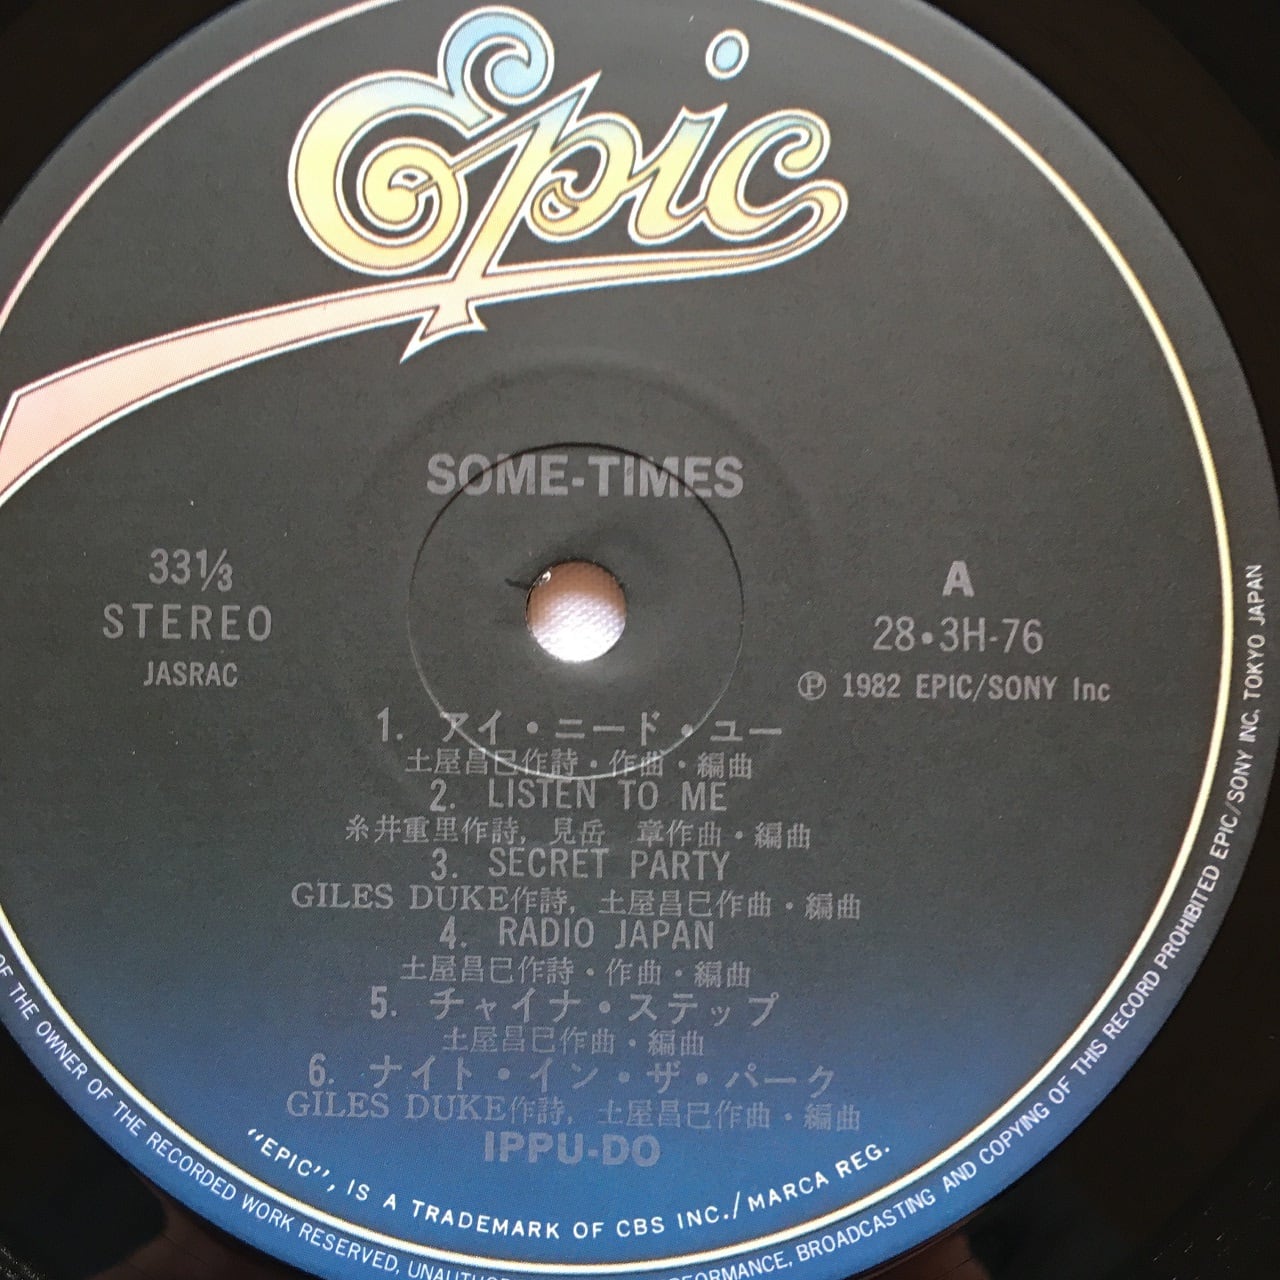 Epic
SOME-TIMES
33⅓
STEREO
JASRAC
A
28•3H-76
Ⓟ 1982 EPIC/SONY Inc
1. アイ・ニード・ユー
土屋昌巳作詩・作曲・編曲
2. LISTEN TO ME
糸井重里作詩, 見岳 章作曲・編曲
3. SECRET PARTY
GILES DUKE作詩, 土屋昌巳作曲・編曲
4. RADIO JAPAN
土屋昌巳作詩・作曲・編曲
5. チャイナ・ステップ
土屋昌巳作曲・編曲
6. ナイト・イン・ザ・パーク
GILES DUKE作詩, 土屋昌巳作曲・編曲
IPPU-DO
"EPIC", IS A TRADEMARK OF CBS INC./MARCA REG.
OF THE OWNER OF THE RECORDED WORK RESERVED, BROADCASTING AND COPYING OF THIS RECORD PROHIBITED EPIC/SONY INC, TOKYO JAPAN